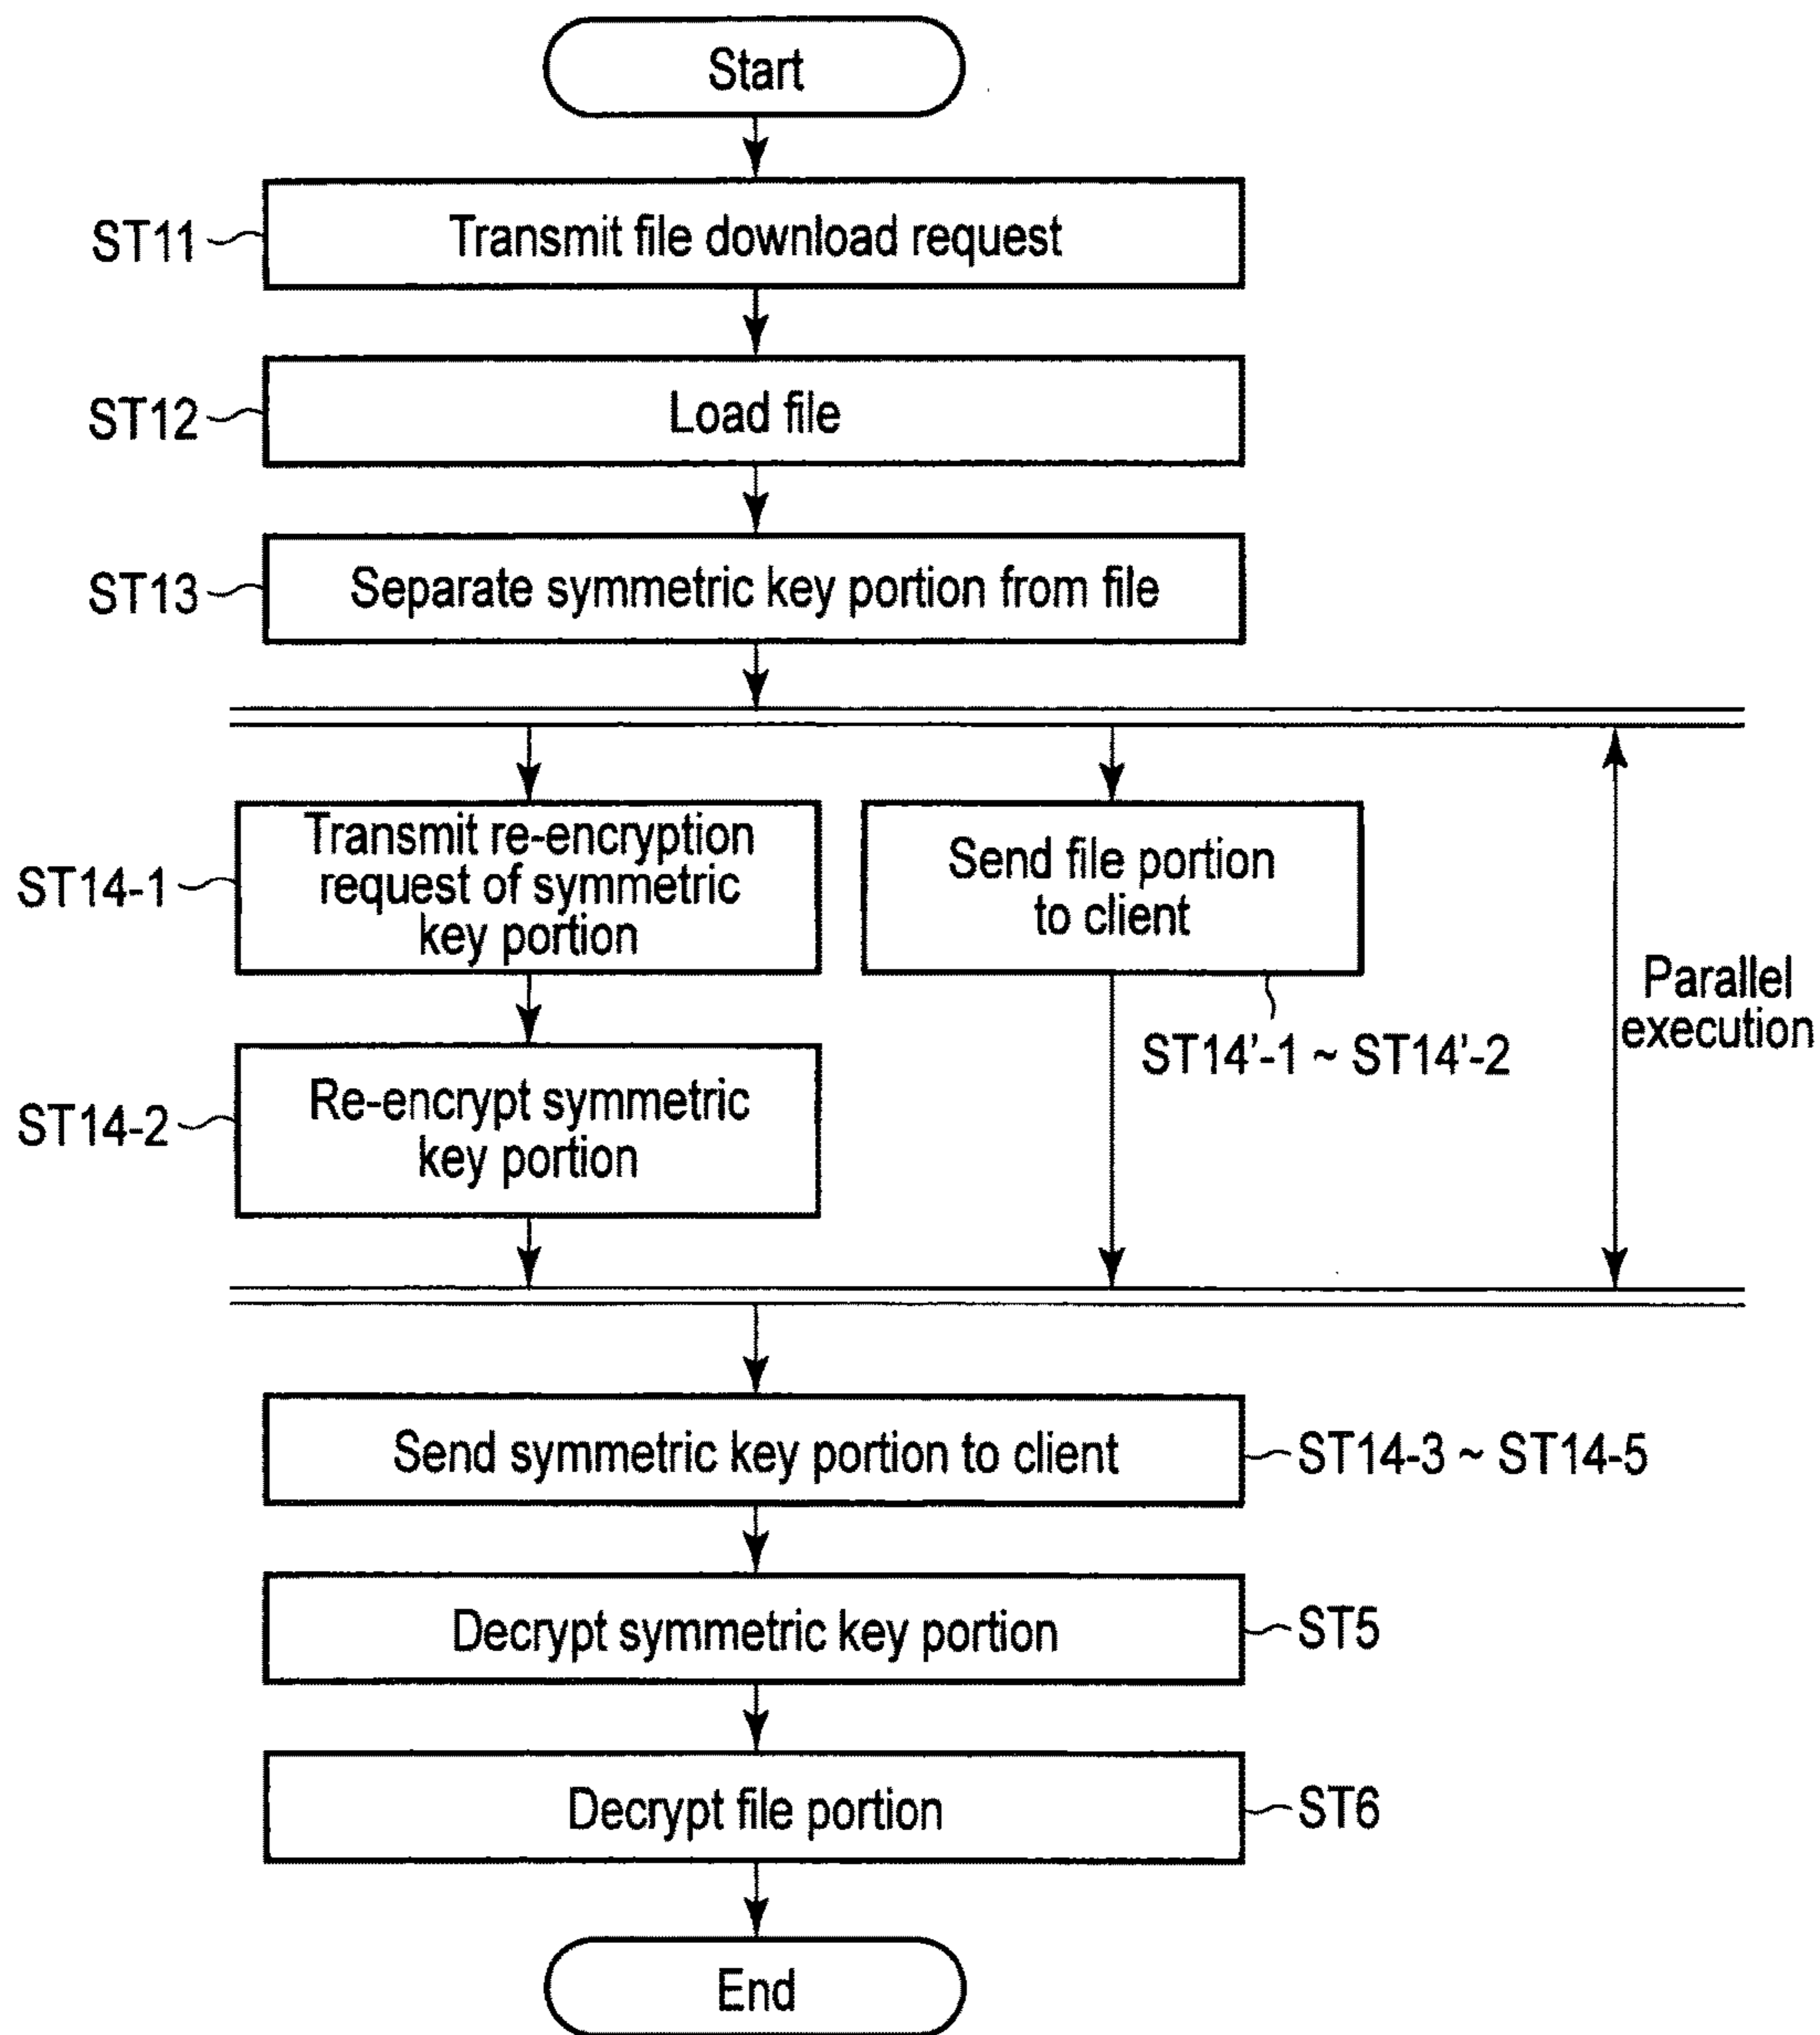 Start
ST11
Transmit file download request
ST12
Load file
ST13
Separate symmetric key portion from file
ST14-1
Transmit re-encryption
request of symmetric
key portion
Send file portion
to client
ST14'-1 ~ ST14'-2
Parallel
execution
ST14-2
Re-encrypt symmetric
key portion
Send symmetric key portion to client
ST14-3 ~ ST14-5
Decrypt symmetric key portion
ST5
Decrypt file portion
ST6
End